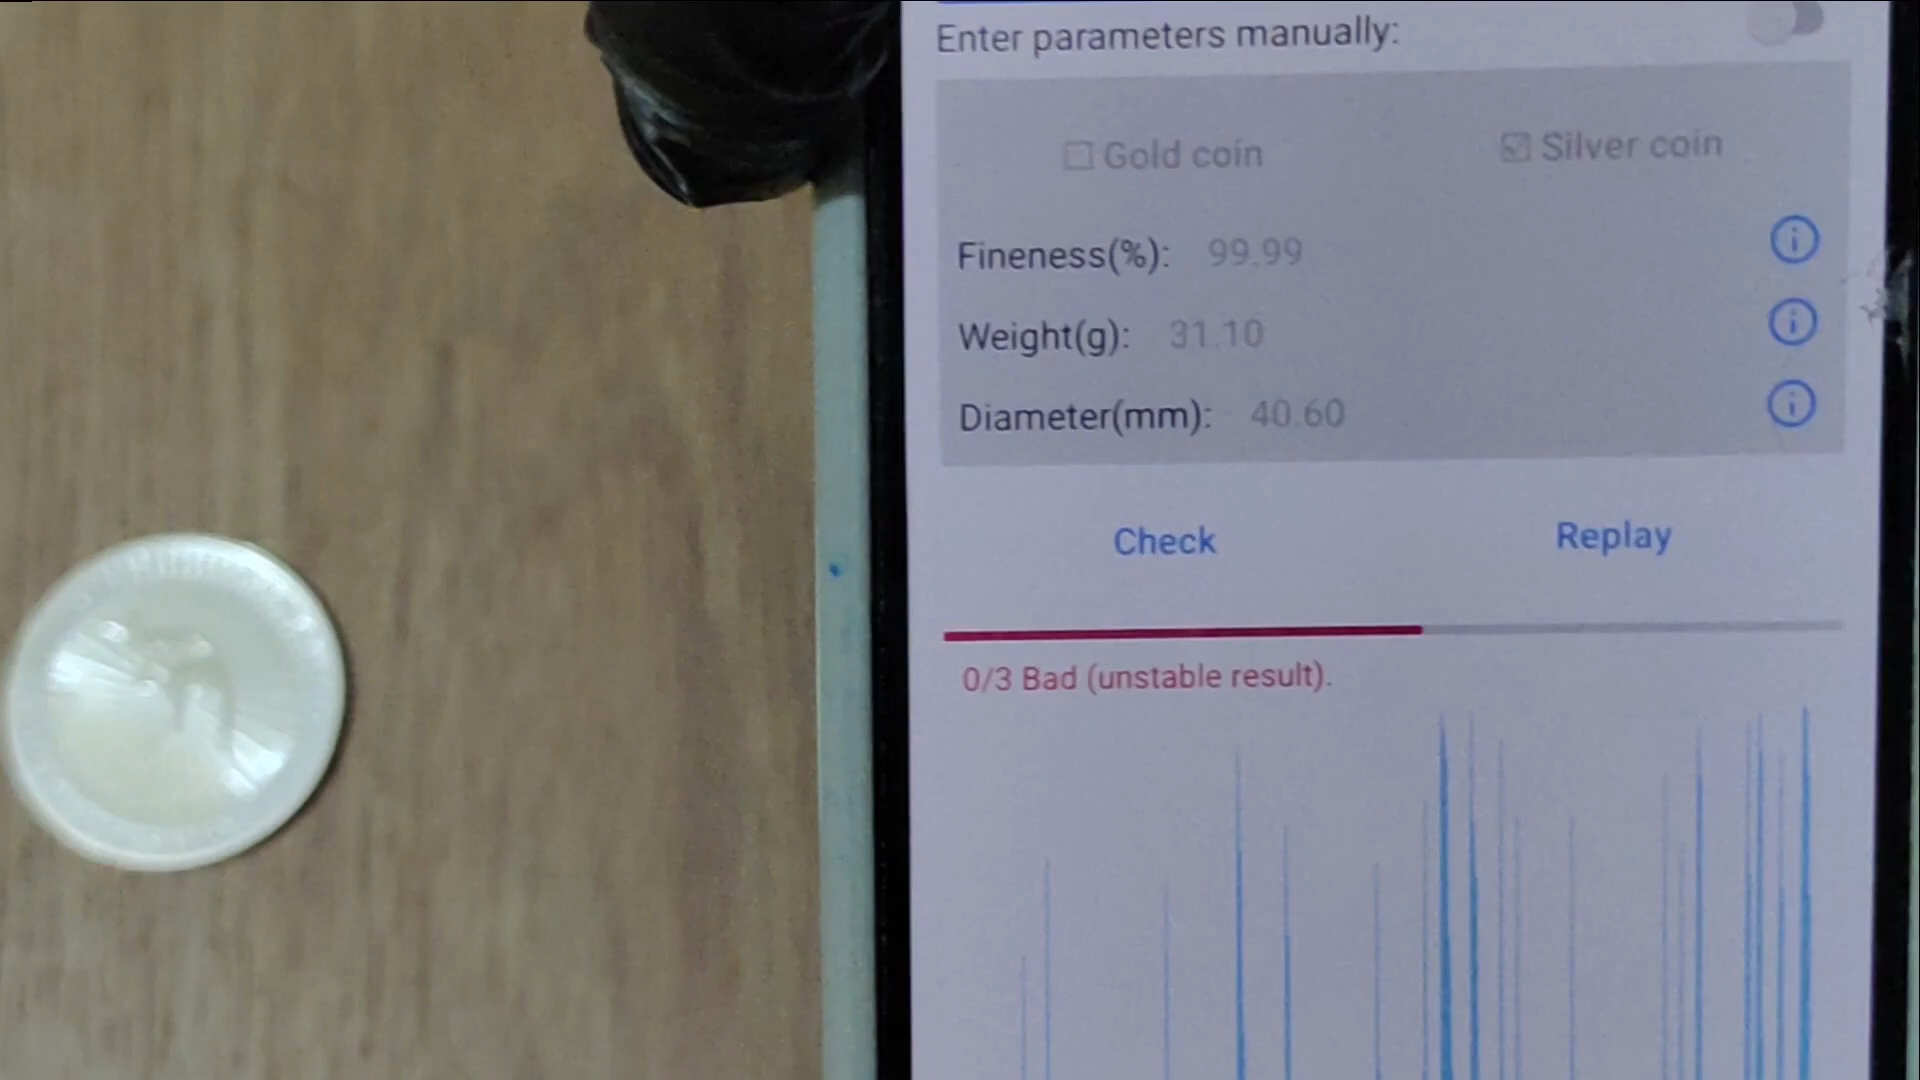 Enter parameters manually:
Gold coin
Silver coin
Fineness(%): 99.99
Weight(g): 31.10
Diameter(mm): 40.60
Check
Replay
0/3 Bad (unstable result).